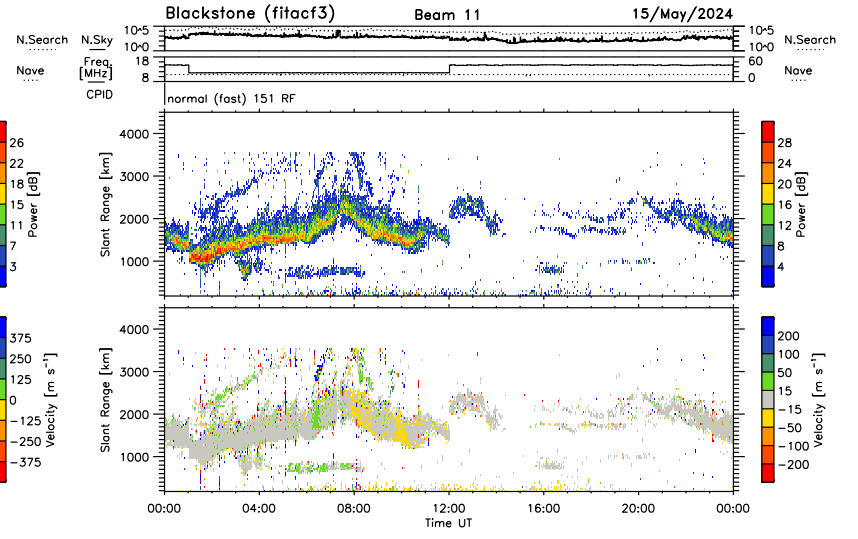 Blackstone (fitacf3) Beam 11 15/May/2024
N.Search N.Sky 10^5 10^0 10^5 10^0 N.Search
Nave Freq. [MHz] 18 8 60 0 Nave
CPID normal (fast) 151 RF
Slant Range [km] 4000 3000 2000 1000
26 22 18 15 11 7 3 Power [dB]
28 24 20 16 12 8 4 Power [dB]
Slant Range [km] 4000 3000 2000 1000
375 250 125 0 −125 −250 −375 Velocity [m s⁻¹]
200 100 50 15 −15 −50 −100 −200 Velocity [m s⁻¹]
00:00 04:00 08:00 12:00 16:00 20:00 00:00
Time UT